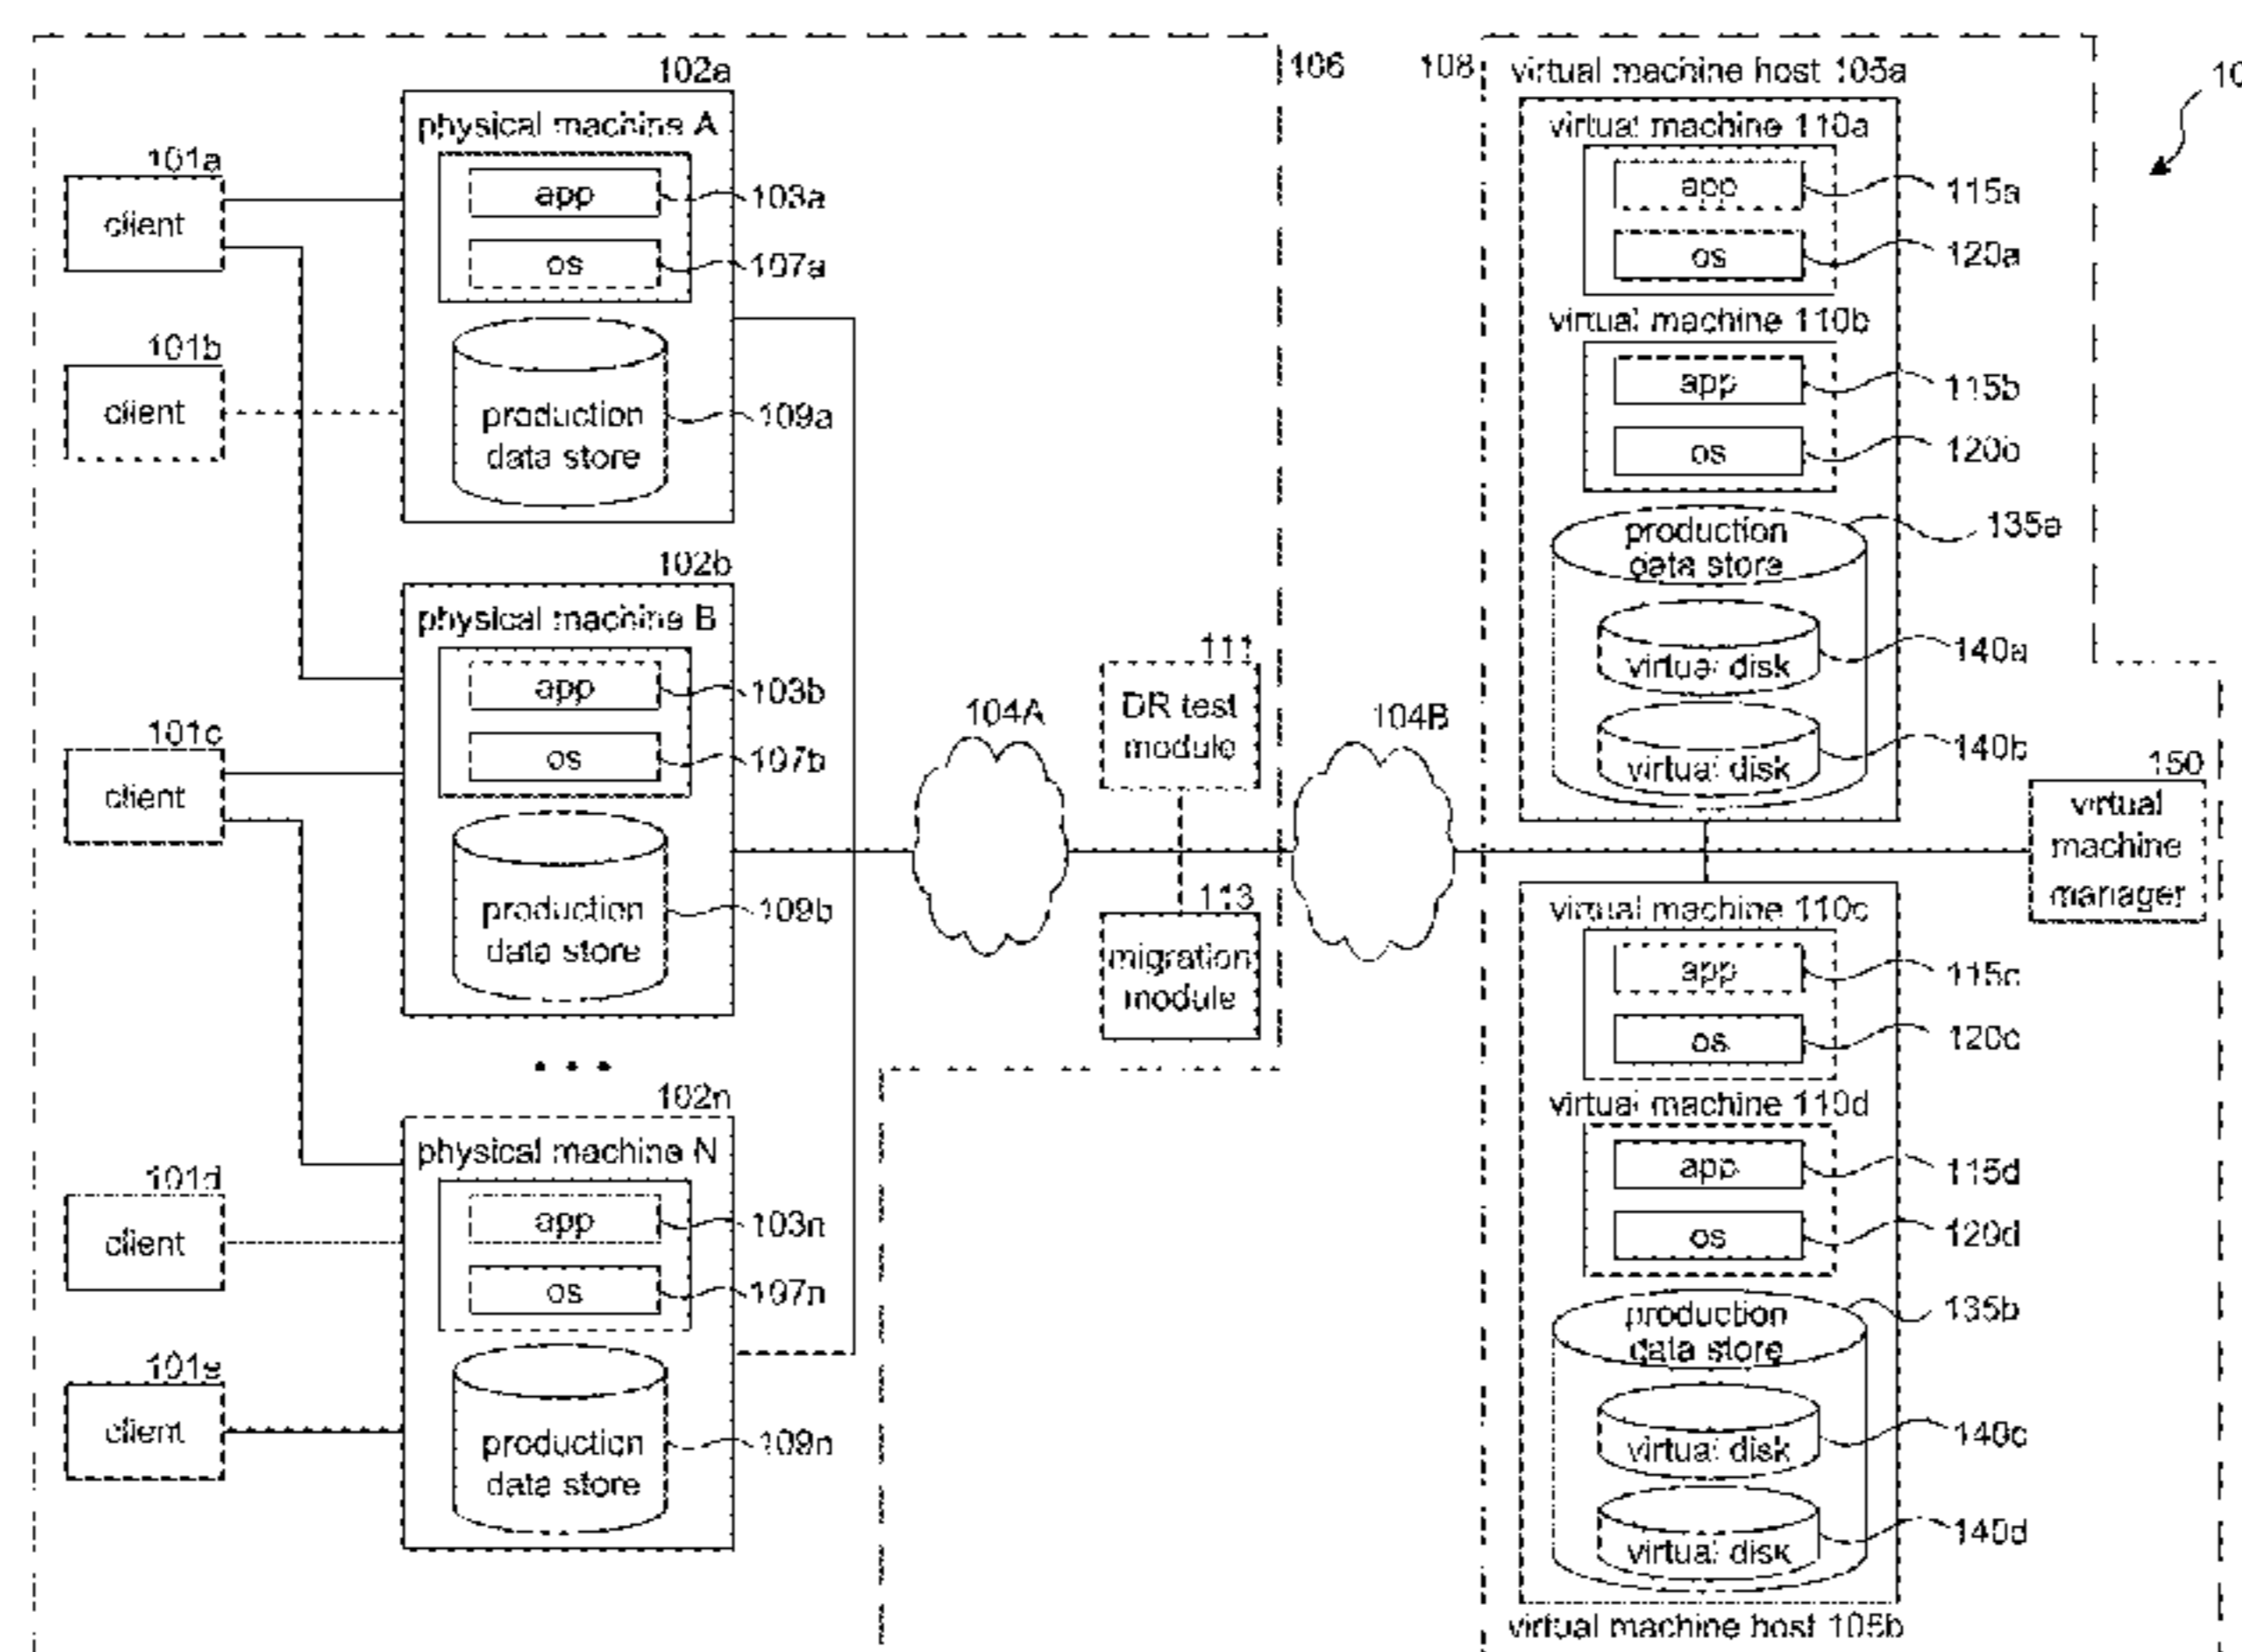 102a
106
108
virtual machine host 105a
physical machine A
virtual machine 110a
101a
client
app
103a
os
107a
app
115a
os
120a
virtual machine 110b
101b
client
production
data store
109a
app
115b
os
120b
production
data store
135a
102b
physical machine B
virtual disk
140a
app
103b
os
107b
101c
client
104A
111
DR test
module
104B
virtual disk
140b
150
virtual
machine
manager
production
data store
109b
113
migration
module
virtual machine 110c
app
115c
os
120c
• • •
102n
physical machine N
virtual machine 110d
app
115d
os
120d
101d
client
app
103n
os
107n
production
data store
135b
101e
client
production
data store
109n
virtual disk
140c
virtual disk
140d
virtual machine host 105b